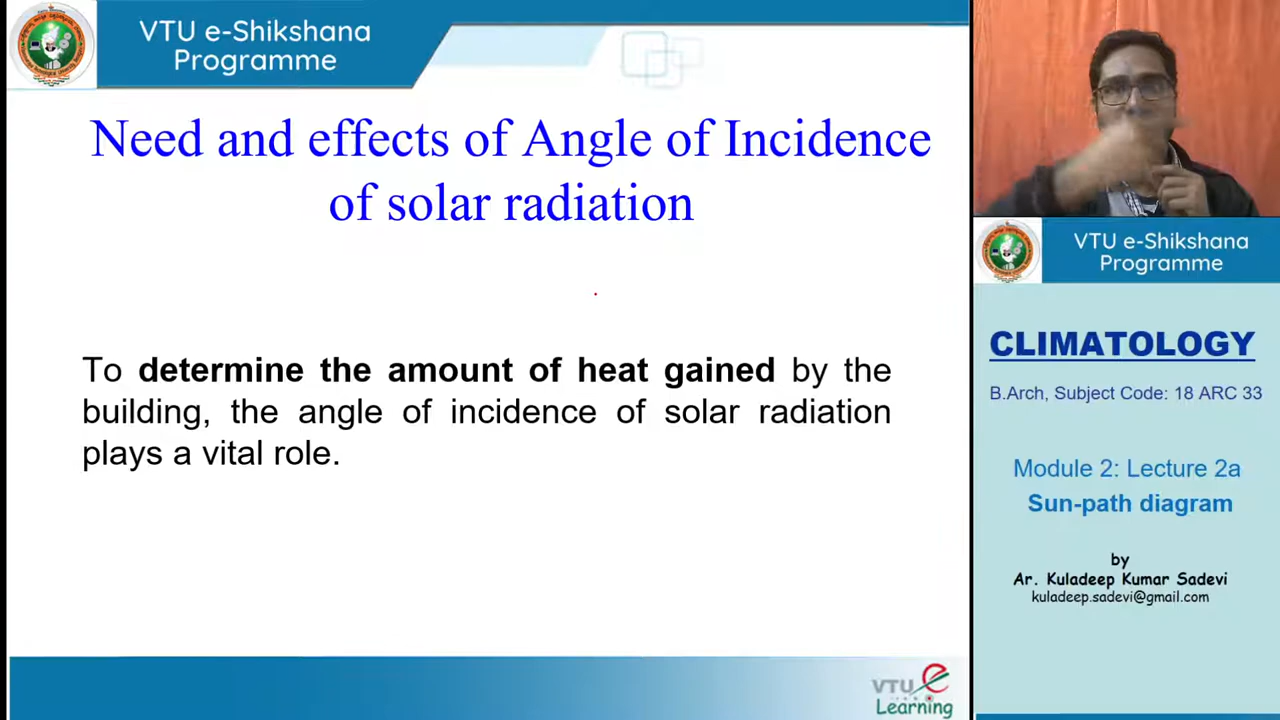 VTU e-Shikshana
Programme
Need and effects of Angle of Incidence
of solar radiation
To determine the amount of heat gained by the
building, the angle of incidence of solar radiation
plays a vital role.
VTU e
Learning
VTU e-Shikshana
Programme
CLIMATOLOGY
B.Arch, Subject Code: 18 ARC 33
Module 2: Lecture 2a
Sun-path diagram
by
Ar. Kuladeep Kumar Sadevi
kuladeep.sadevi@gmail.com